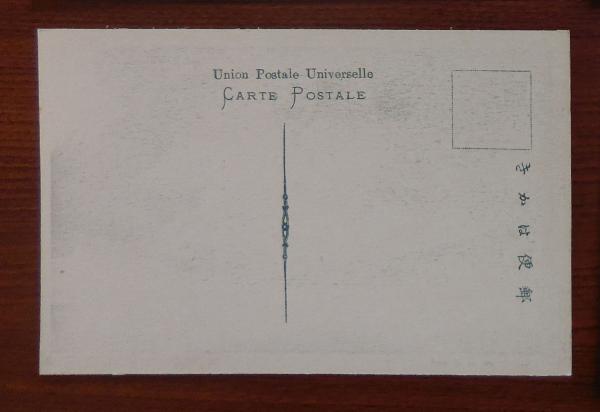 Union Postale Universelle
CARTE POSTALE
郵便はかき